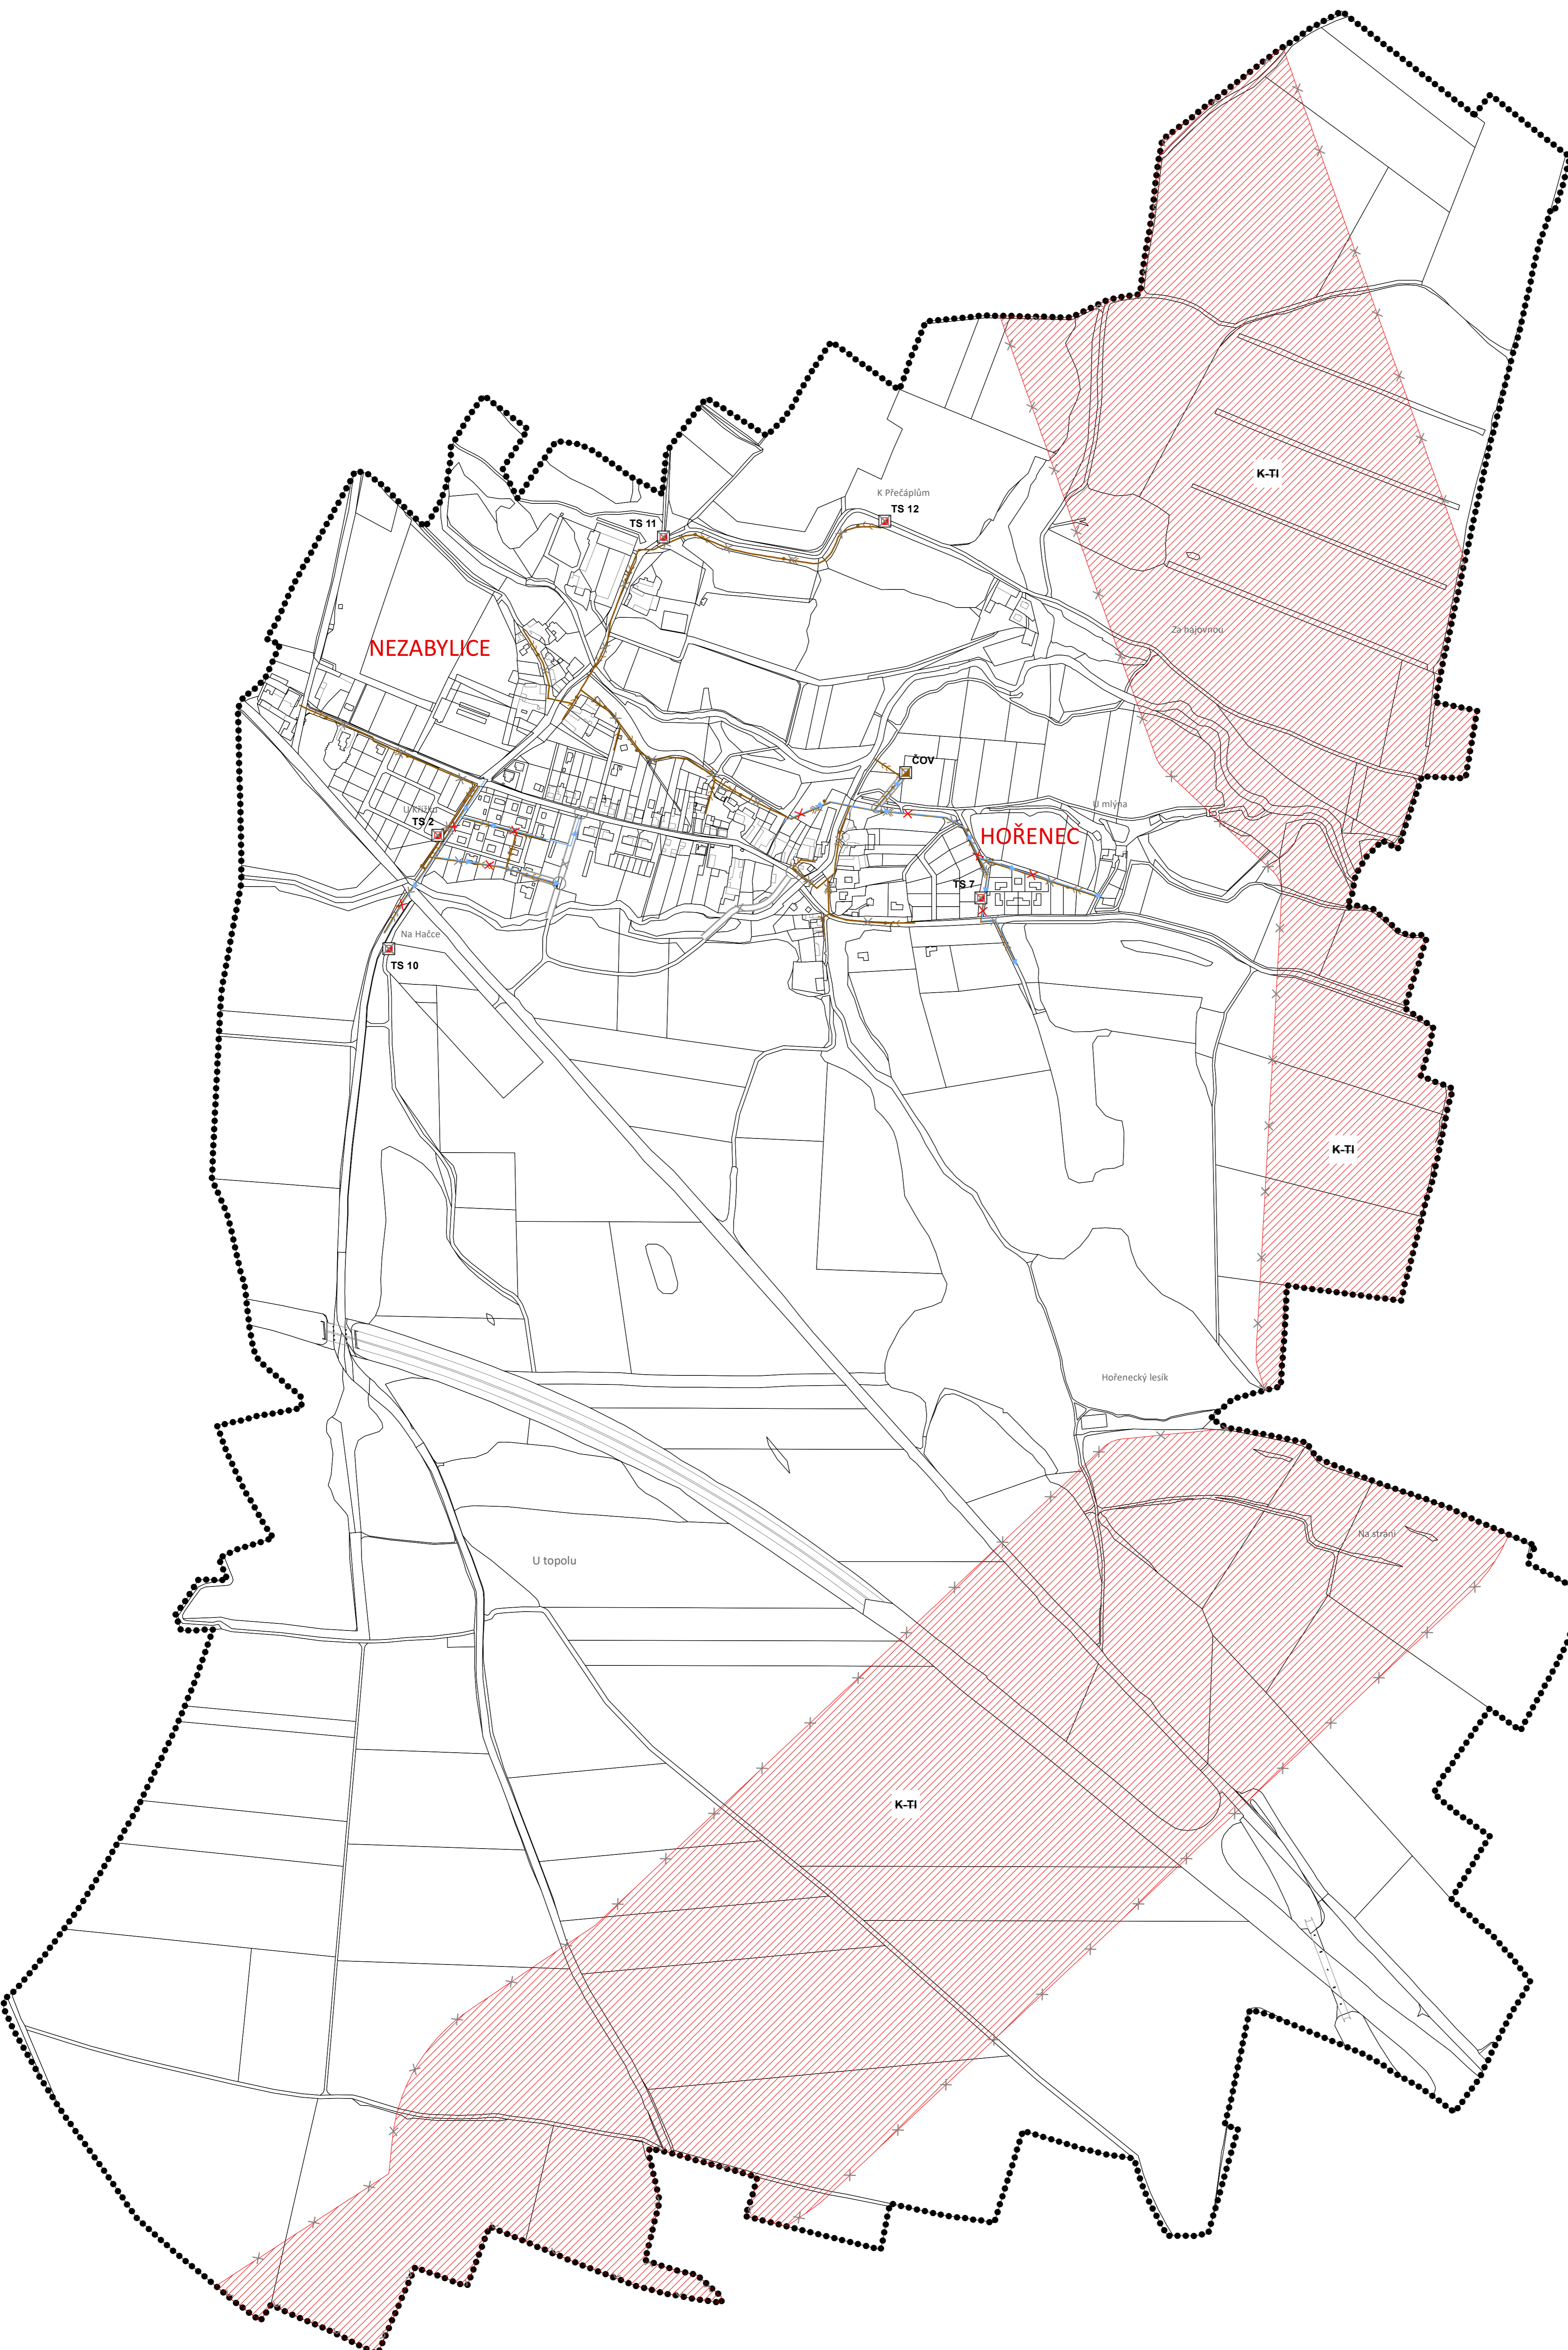 K-TI
K Přečáplům
TS 12
TS 11
Za hájovnou
NEZABYLICE
ČOV
U mlýna
U Křížku
TS 2
HOŘENEC
TS 7
Na Hačce
TS 10
K-TI
Hořenecký lesík
Na stráni
U topolu
K-TI